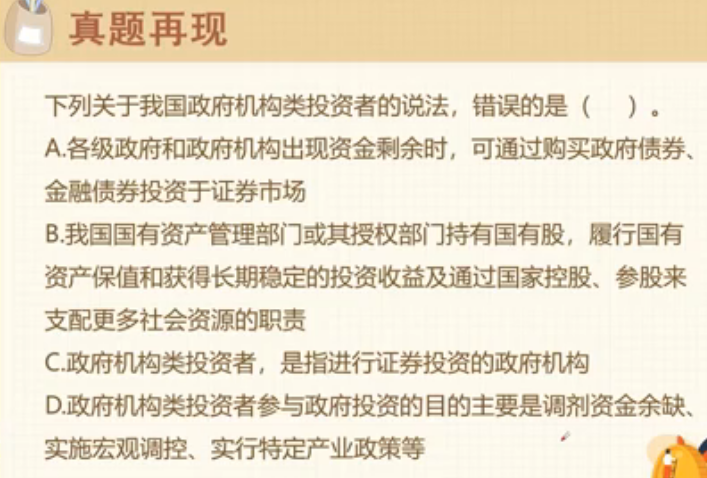 真题再现
下列关于我国政府机构类投资者的说法，错误的是（ ）。
A.各级政府和政府机构出现资金剩余时，可通过购买政府债券、
金融债券投资于证券市场
B.我国国有资产管理部门或其授权部门持有国有股，履行国有
资产保值和获得长期稳定的投资收益及通过国家控股、参股来
支配更多社会资源的职责
C.政府机构类投资者，是指进行证券投资的政府机构
D.政府机构类投资者参与政府投资的目的主要是调剂资金余缺、
实施宏观调控、实行特定产业政策等